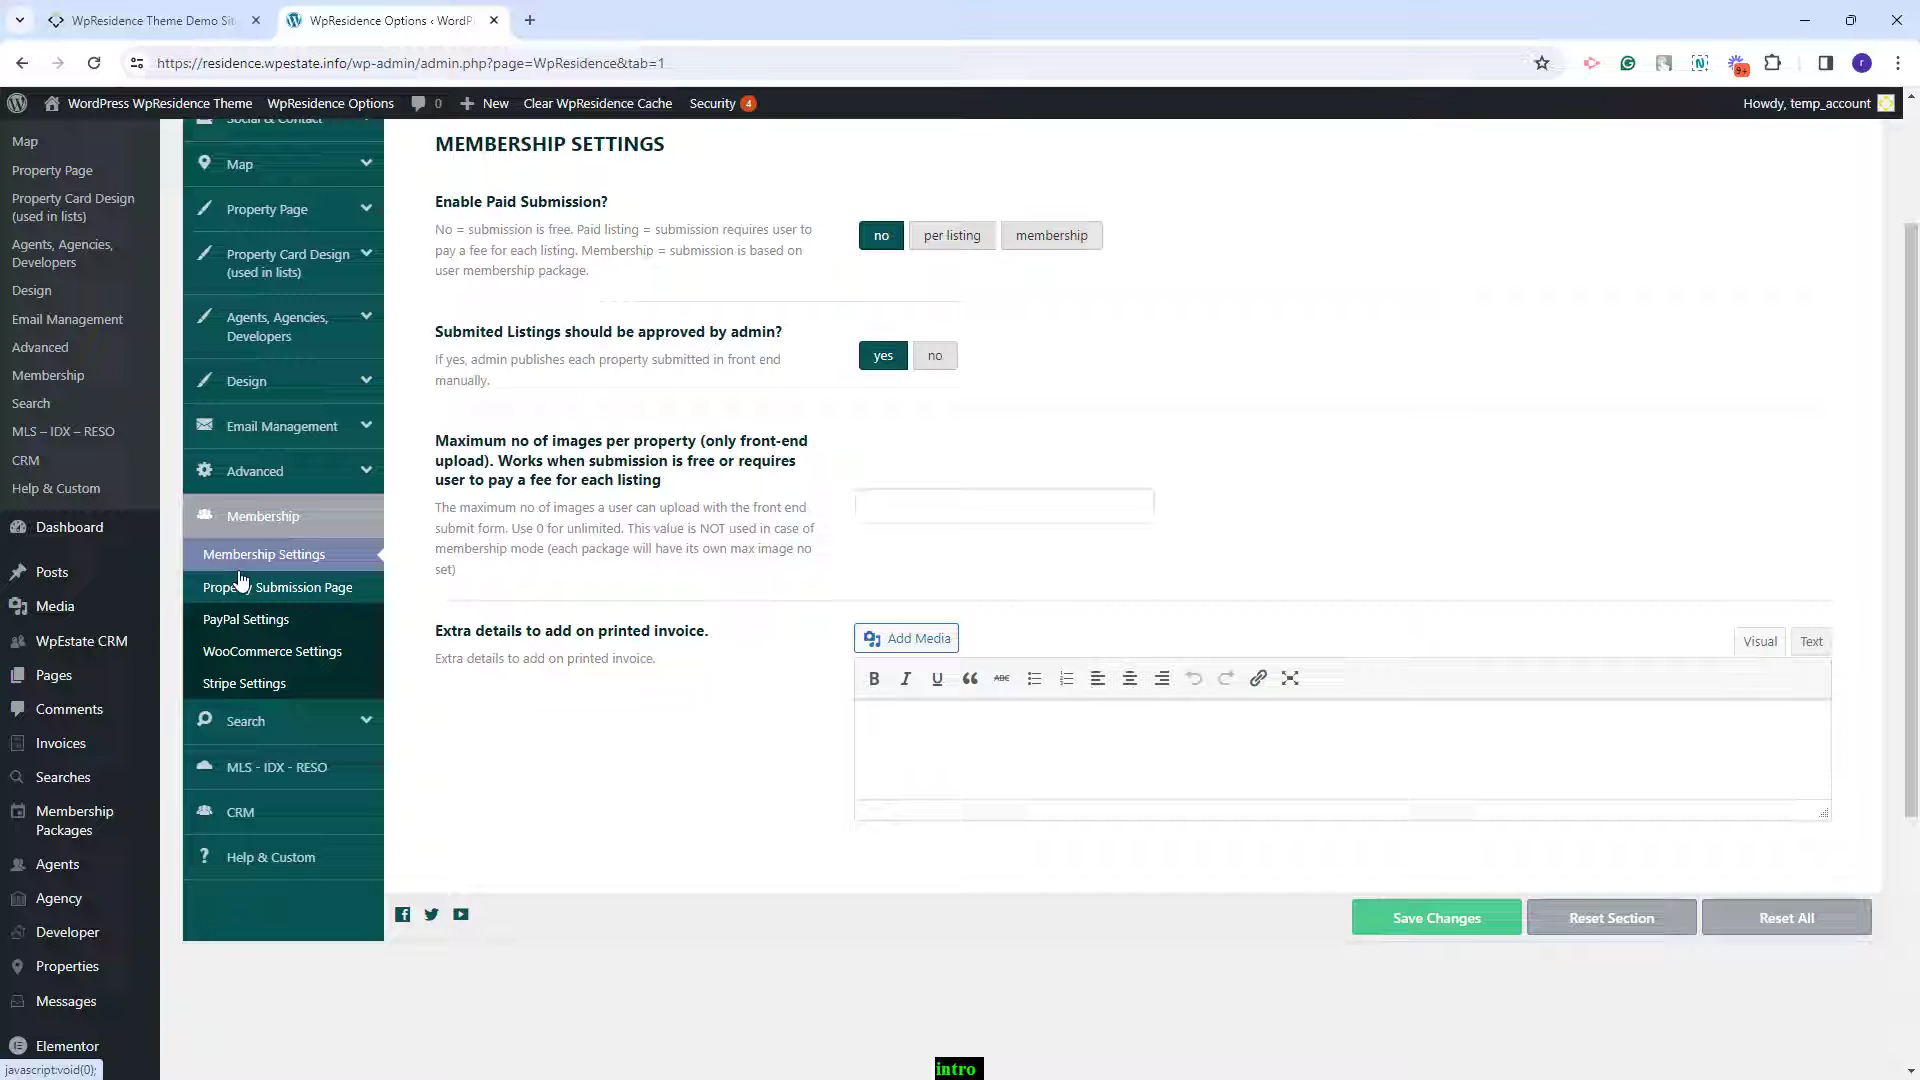 WpResidence Theme Demo Sit
WpResidence Options ‹ WordP
https://residence.wpestate.info/wp-admin/admin.php?page=WpResidence&tab=1
9+
r
WordPress WpResidence Theme
WpResidence Options
0
New
Clear WpResidence Cache
Security 4
Howdy, temp_account
Map
Property Page
Property Card Design
(used in lists)
Agents, Agencies,
Developers
Design
Email Management
Advanced
Membership
Search
MLS – IDX – RESO
CRM
Help & Custom
Dashboard
Posts
Media
WpEstate CRM
Pages
Comments
Invoices
Searches
Membership
Packages
Agents
Agency
Developer
Properties
Messages
Elementor
javascript:void(0);
Social & Contact
Map
Property Page
Property Card Design
(used in lists)
Agents, Agencies,
Developers
Design
Email Management
Advanced
Membership
Membership Settings
Property Submission Page
PayPal Settings
WooCommerce Settings
Stripe Settings
Search
MLS - IDX - RESO
CRM
Help & Custom
MEMBERSHIP SETTINGS
Enable Paid Submission?
No = submission is free. Paid listing = submission requires user to
pay a fee for each listing. Membership = submission is based on
user membership package.
no
per listing
membership
Submited Listings should be approved by admin?
If yes, admin publishes each property submitted in front end
manually.
yes
no
Maximum no of images per property (only front-end
upload). Works when submission is free or requires
user to pay a fee for each listing
The maximum no of images a user can upload with the front end
submit form. Use 0 for unlimited. This value is NOT used in case of
membership mode (each package will have its own max image no
set)
Extra details to add on printed invoice.
Extra details to add on printed invoice.
Add Media
Visual
Text
B
I
U
ABC
Save Changes
Reset Section
Reset All
intro